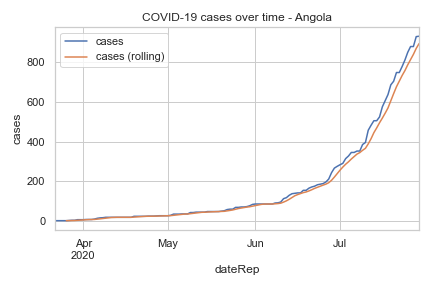 COVID-19 cases over time - Angola
cases
cases (rolling)
800
600
400
200
0
cases
Apr
2020
May
Jun
Jul
dateRep